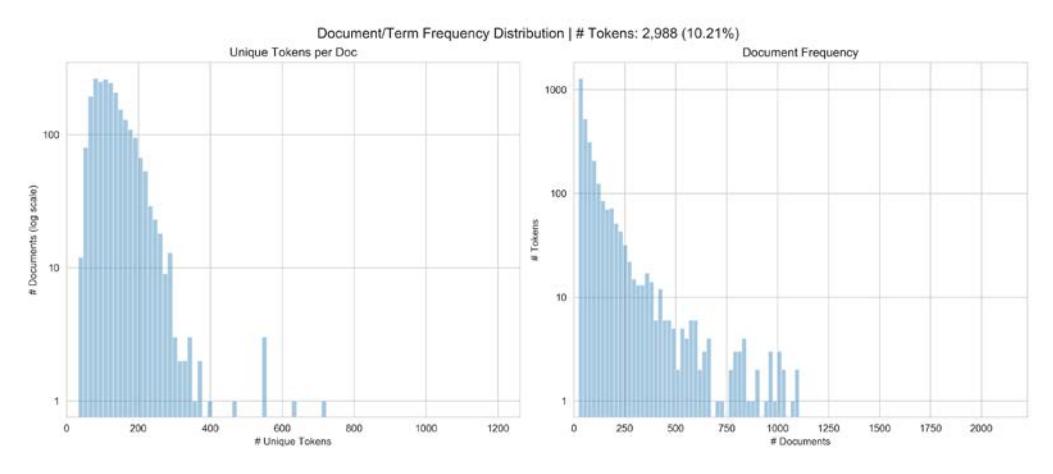 Document/Term Frequency Distribution | # Tokens: 2,988 (10.21%)
Unique Tokens per Doc
# Documents (log scale)
100
10
1
0 200 400 600 800 1000 1200
# Unique Tokens
Document Frequency
# Tokens
1000
100
10
1
0 250 500 750 1000 1250 1500 1750 2000
# Documents